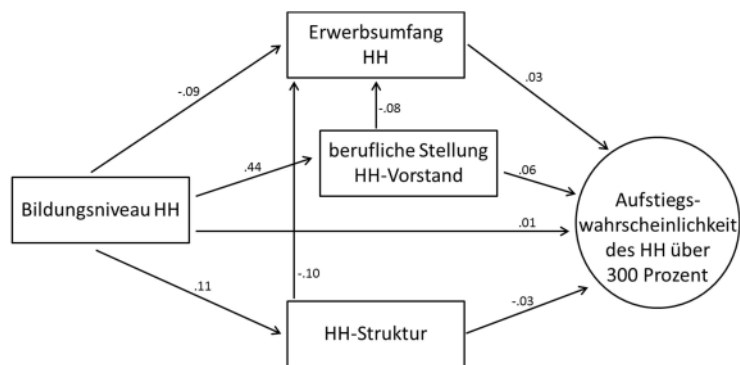 Erwerbsumfang
HH
-.09
.03
-.08
.44
berufliche Stellung
HH-Vorstand
.06
Bildungsniveau HH
.01
Aufstiegs-
wahrscheinlichkeit
des HH über
300 Prozent
.11
-.10
-.03
HH-Struktur